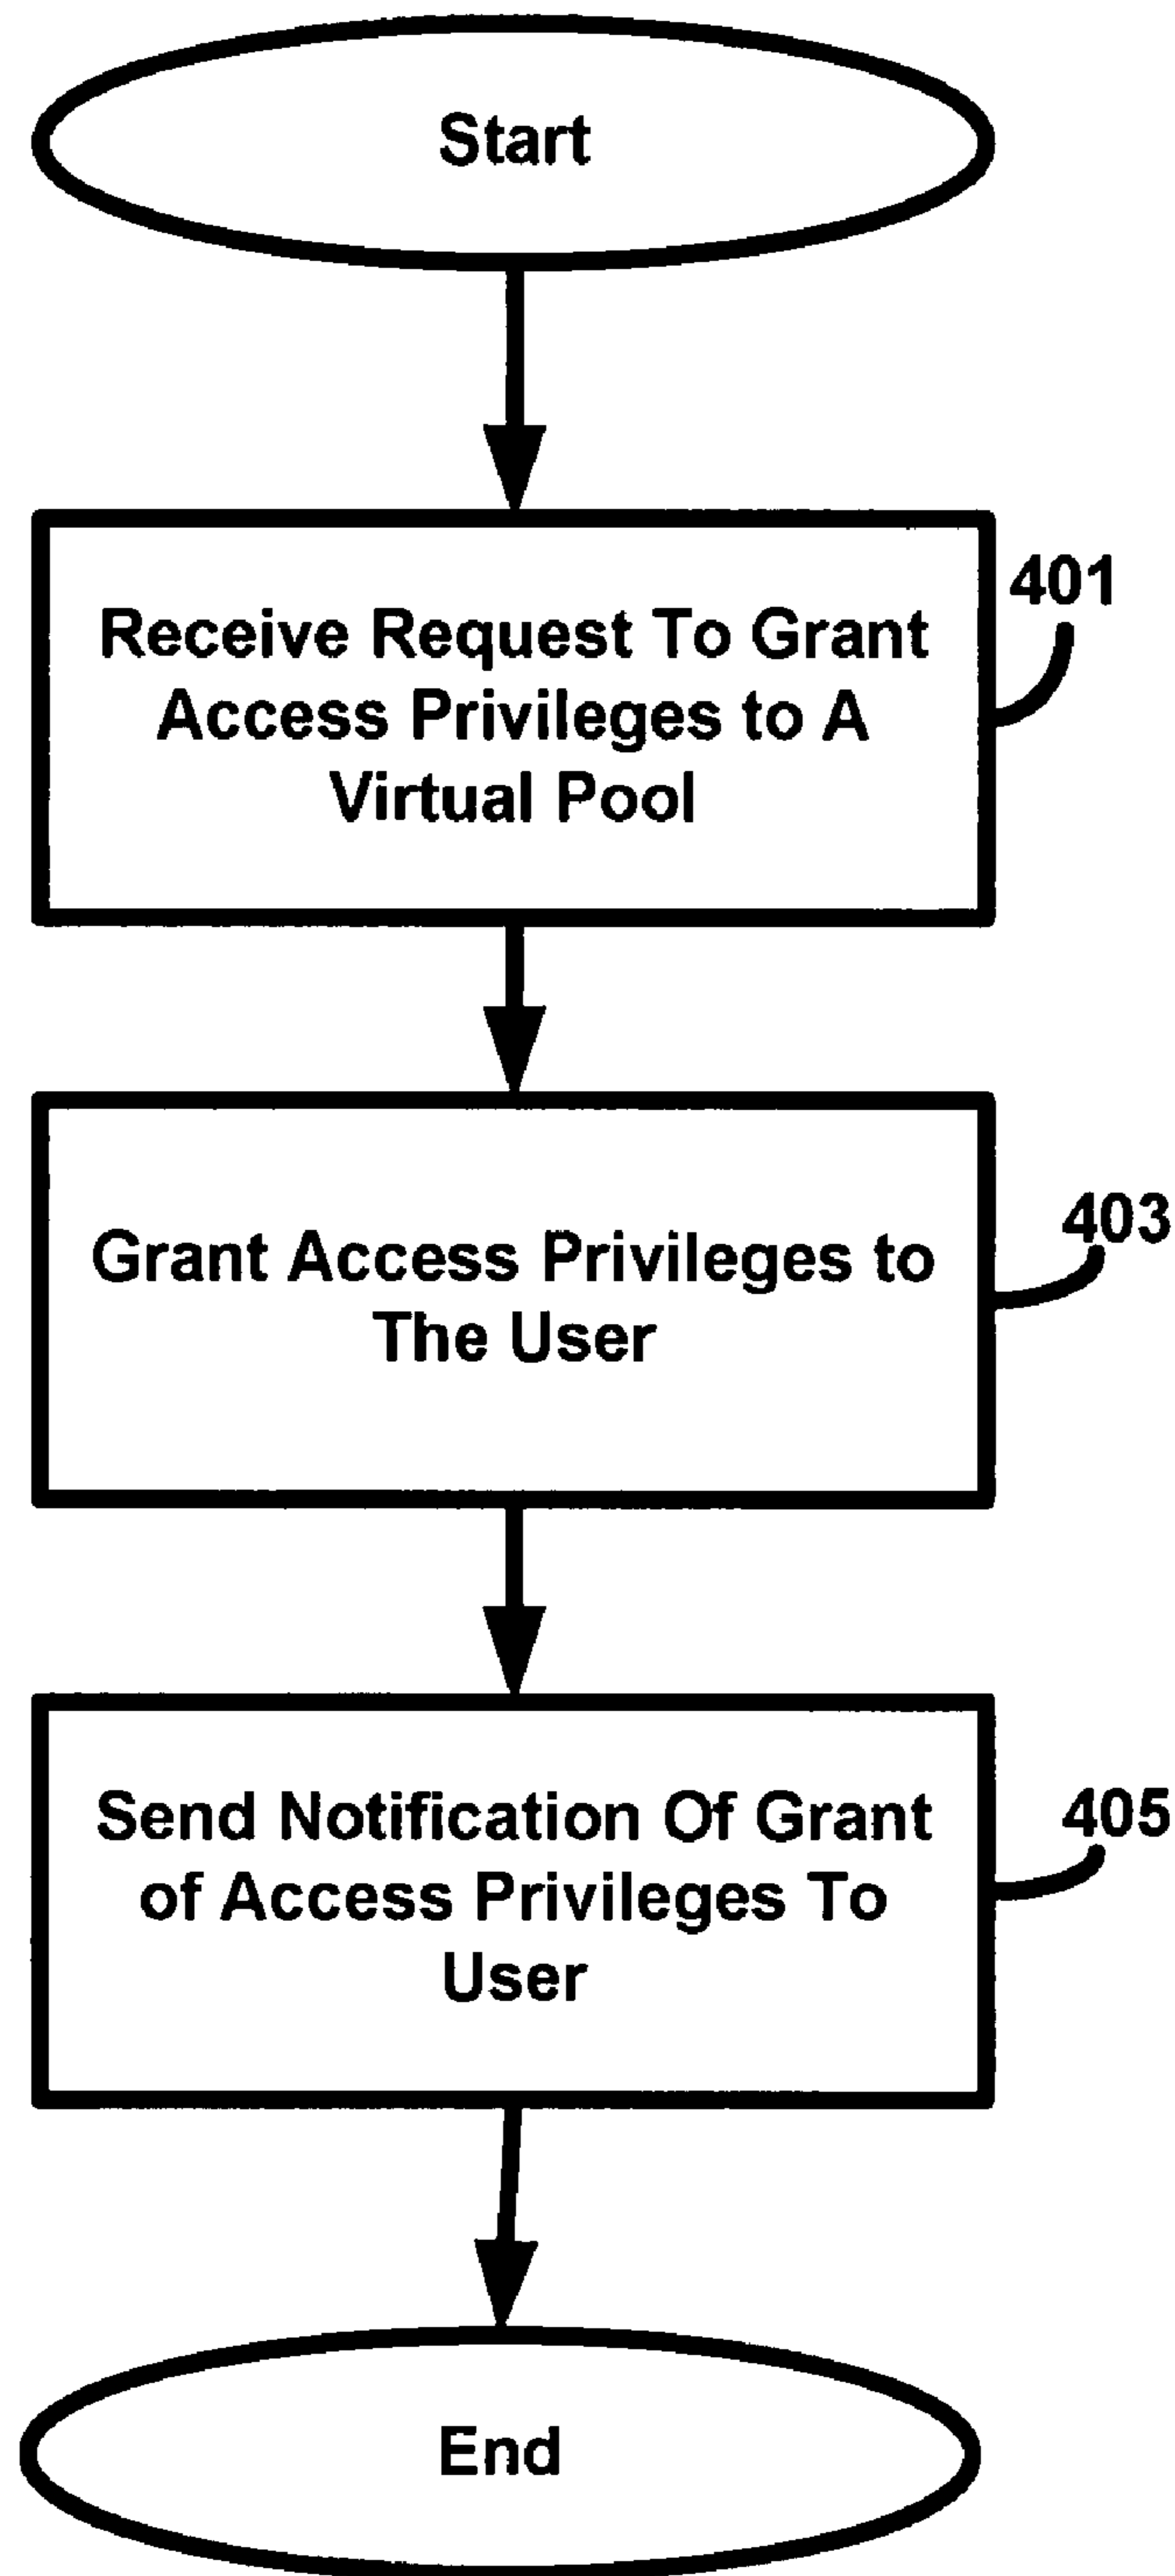 Start
Receive Request To Grant
Access Privileges to A
Virtual Pool
401
Grant Access Privileges to
The User
403
Send Notification Of Grant
of Access Privileges To
User
405
End